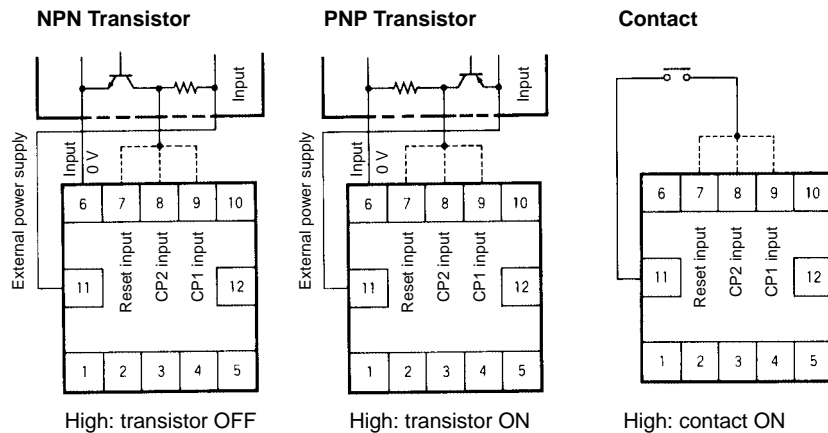 NPN Transistor
Input
External power supply
Input
0 V
6 7 8 9 10
Reset input
CP2 input
CP1 input
11 12
1 2 3 4 5
High: transistor OFF
PNP Transistor
Input
External power supply
Input
0 V
6 7 8 9 10
Reset input
CP2 input
CP1 input
11 12
1 2 3 4 5
High: transistor ON
Contact
6 7 8 9 10
Reset input
CP2 input
CP1 input
11 12
1 2 3 4 5
High: contact ON